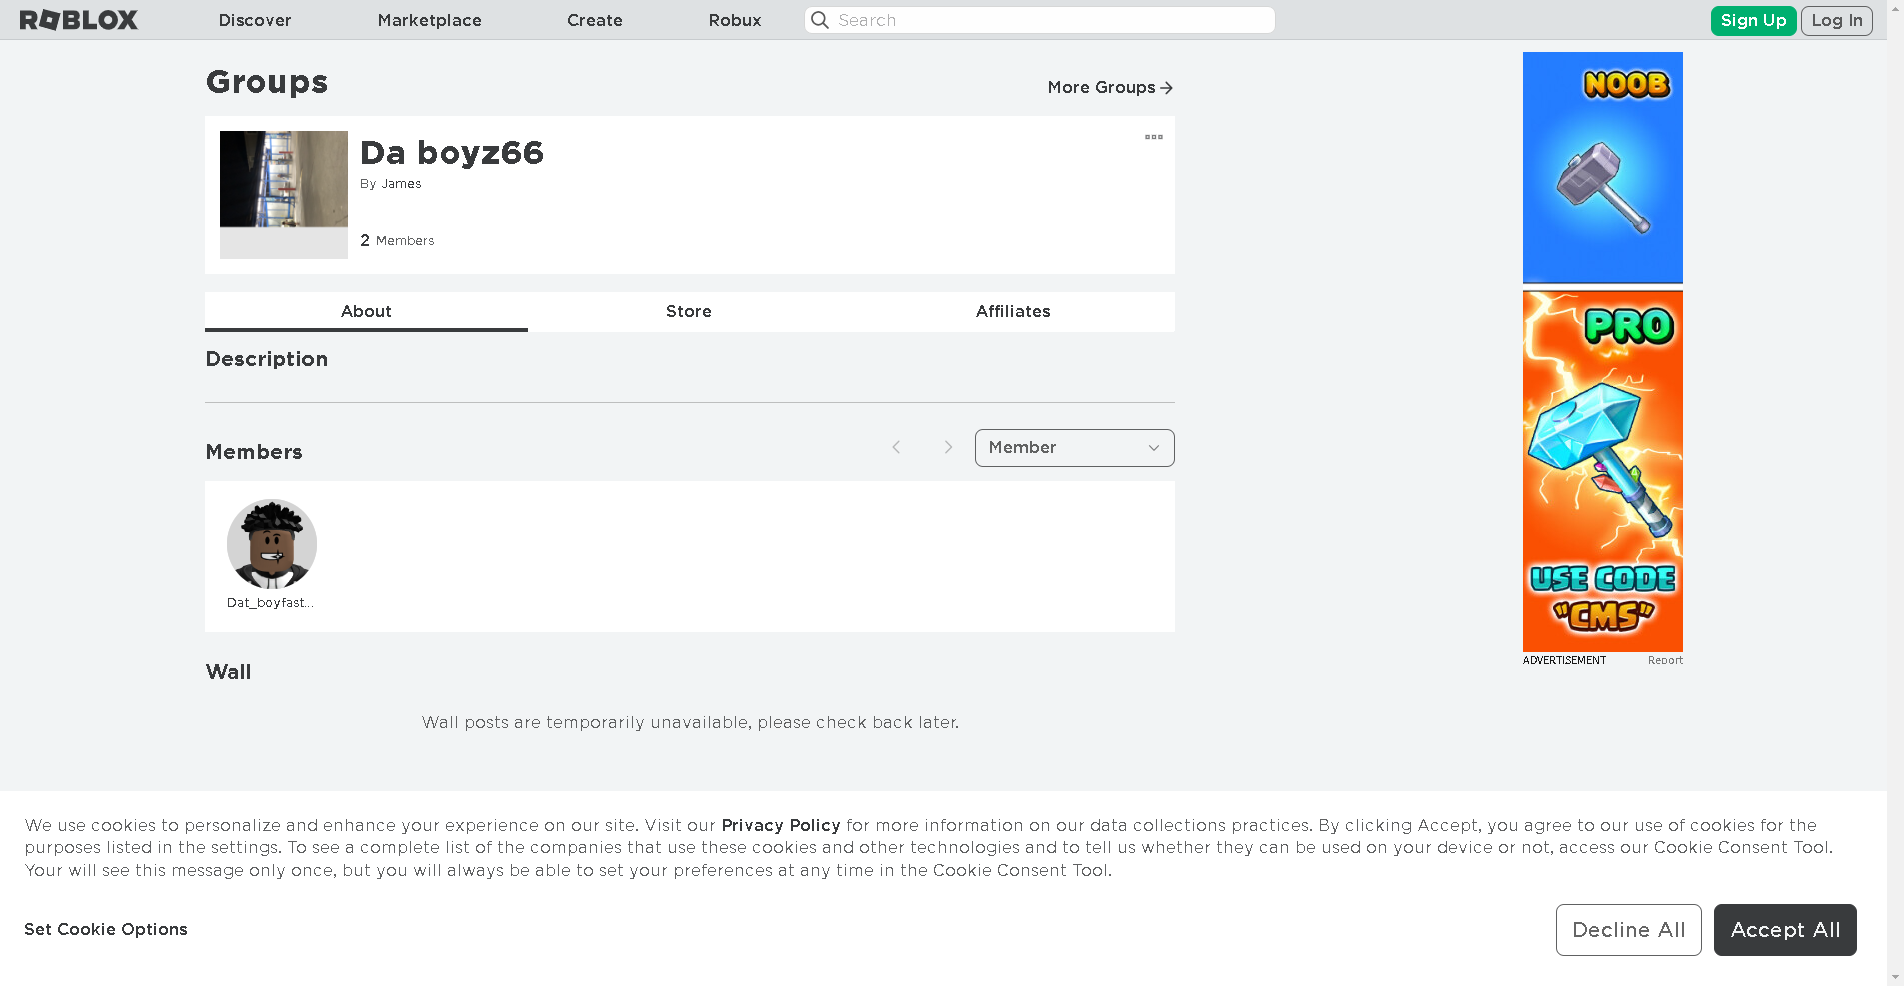 ROBLOX
Discover
Marketplace
Create
Robux
Search
Sign Up
Log In
Groups
More Groups
Da boyz66
By James
2 Members
About
Store
Affiliates
Description
Members
Member
Dat_boyfast...
Wall
Wall posts are temporarily unavailable, please check back later.
NOOB
PRO
USE CODE
"CMS"
ADVERTISEMENT
Report
We use cookies to personalize and enhance your experience on our site. Visit our Privacy Policy for more information on our data collections practices. By clicking Accept, you agree to our use of cookies for the
purposes listed in the settings. To see a complete list of the companies that use these cookies and other technologies and to tell us whether they can be used on your device or not, access our Cookie Consent Tool.
Your will see this message only once, but you will always be able to set your preferences at any time in the Cookie Consent Tool.
Set Cookie Options
Decline All
Accept All